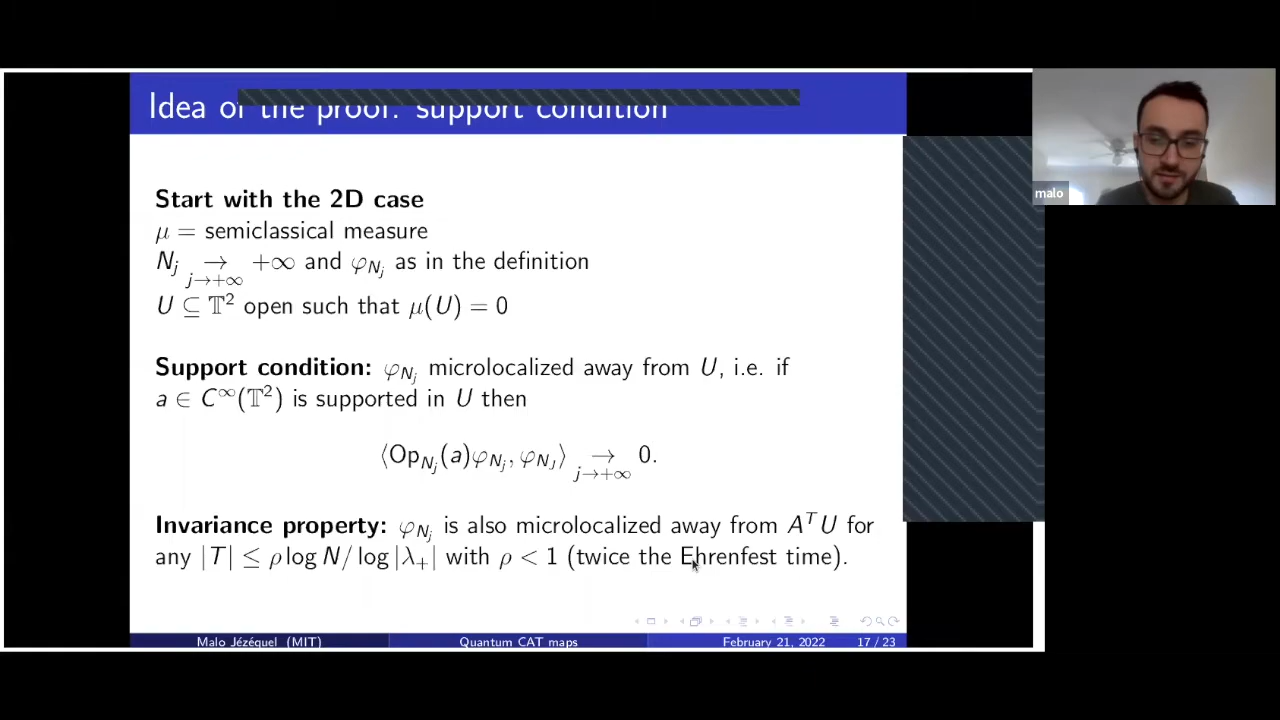 Idea of the proof: support condition
malo
Start with the 2D case
μ = semiclassical measure
N_j → +∞ and φ_{N_j} as in the definition
j→+∞
U ⊆ 𝕋² open such that μ(U) = 0
Support condition: φ_{N_j} microlocalized away from U, i.e. if
a ∈ C^∞(𝕋²) is supported in U then
⟨Op_{N_j}(a)φ_{N_j}, φ_{N_J}⟩ → 0.
j→+∞
Invariance property: φ_{N_j} is also microlocalized away from A^T U for
any |T| ≤ ρ log N/ log |λ_+| with ρ < 1 (twice the Ehrenfest time).
Malo Jézéquel (MIT) Quantum CAT maps February 21, 2022 17 / 23